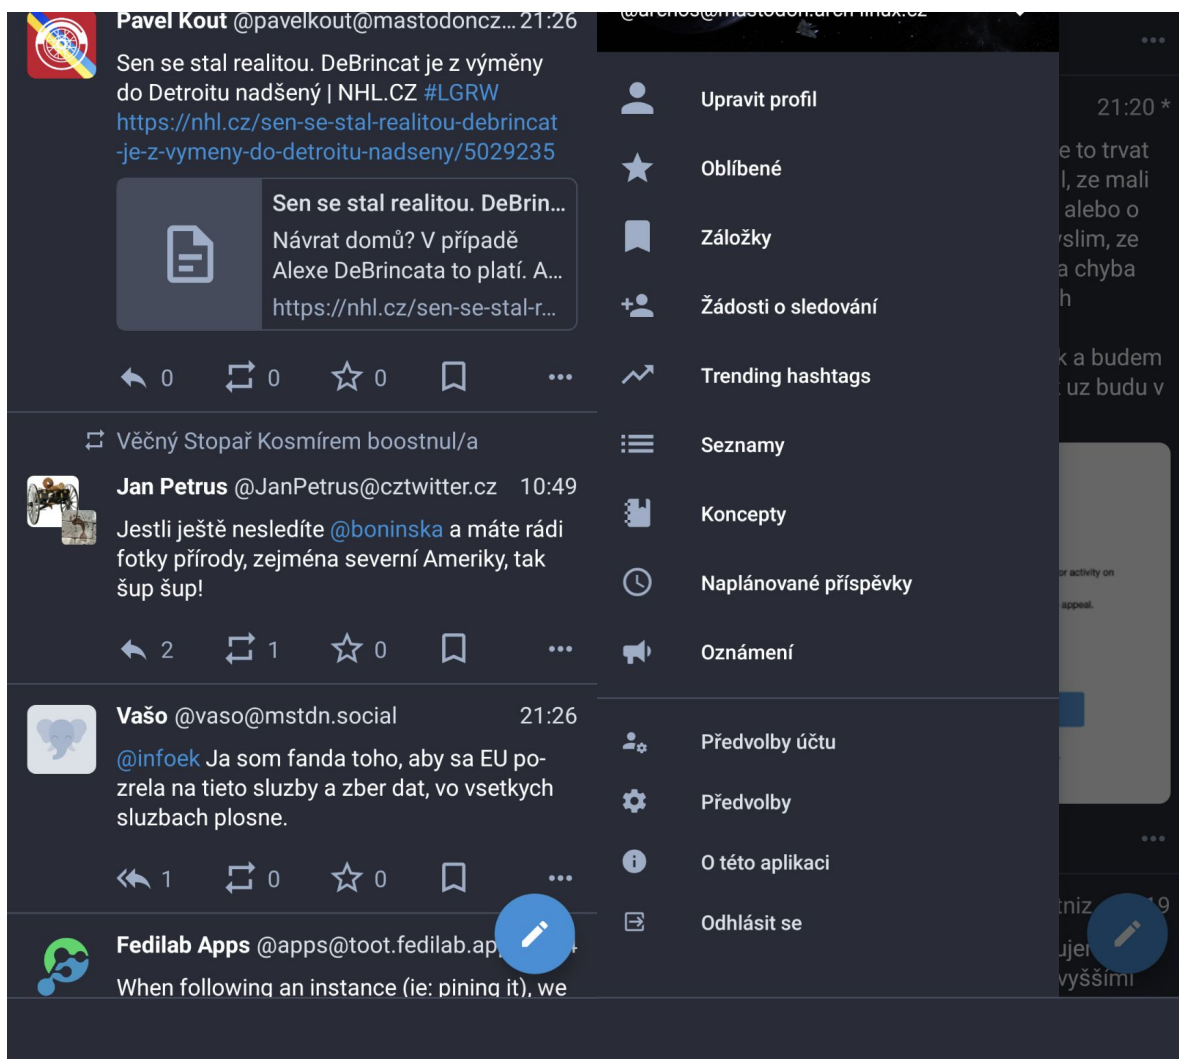 Pavel Kout @pavelkout@mastodoncz... 21:26
Sen se stal realitou. DeBrincat je z výměny
do Detroitu nadšený | NHL.CZ #LGRW
https://nhl.cz/sen-se-stal-realitou-debrincat
-je-z-vymeny-do-detroitu-nadseny/5029235
Sen se stal realitou. DeBrin...
Návrat domů? V případě
Alexe DeBrincata to platí. A...
https://nhl.cz/sen-se-stal-r...
0 0 0
Věčný Stopař Kosmírem boostnul/a
Jan Petrus @JanPetrus@cztwitter.cz 10:49
Jestli ještě nesledíte @boninska a máte rádi
fotky přírody, zejména severní Ameriky, tak
šup šup!
2 1 0
Vašo @vaso@mstdn.social 21:26
@infoek Ja som fanda toho, aby sa EU po-
zrela na tieto sluzby a zber dat, vo vsetkych
sluzbach plosne.
1 0 0
Fedilab Apps @apps@toot.fedilab.ap
When following an instance (ie: pining it), we
Upravit profil
Oblíbené
Záložky
Žádosti o sledování
Trending hashtags
Seznamy
Koncepty
Naplánované příspěvky
Oznámení
Předvolby účtu
Předvolby
O této aplikaci
Odhlásit se
21:20 *
e to trvat
l, ze mali
alebo o
yslim, ze
a chyba
h
k a budem
uz budu v
or activity on
appeal.
tniz 19
ujer
vyššími